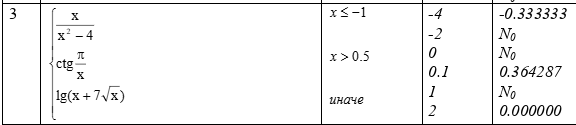 3
x / (x² − 4)
x ≤ −1
ctg π/x
x > 0.5
lg(x + 7√x)
иначе
-4 -0.333333
-2 N₀
0 N₀
0.1 0.364287
1 N₀
2 0.000000